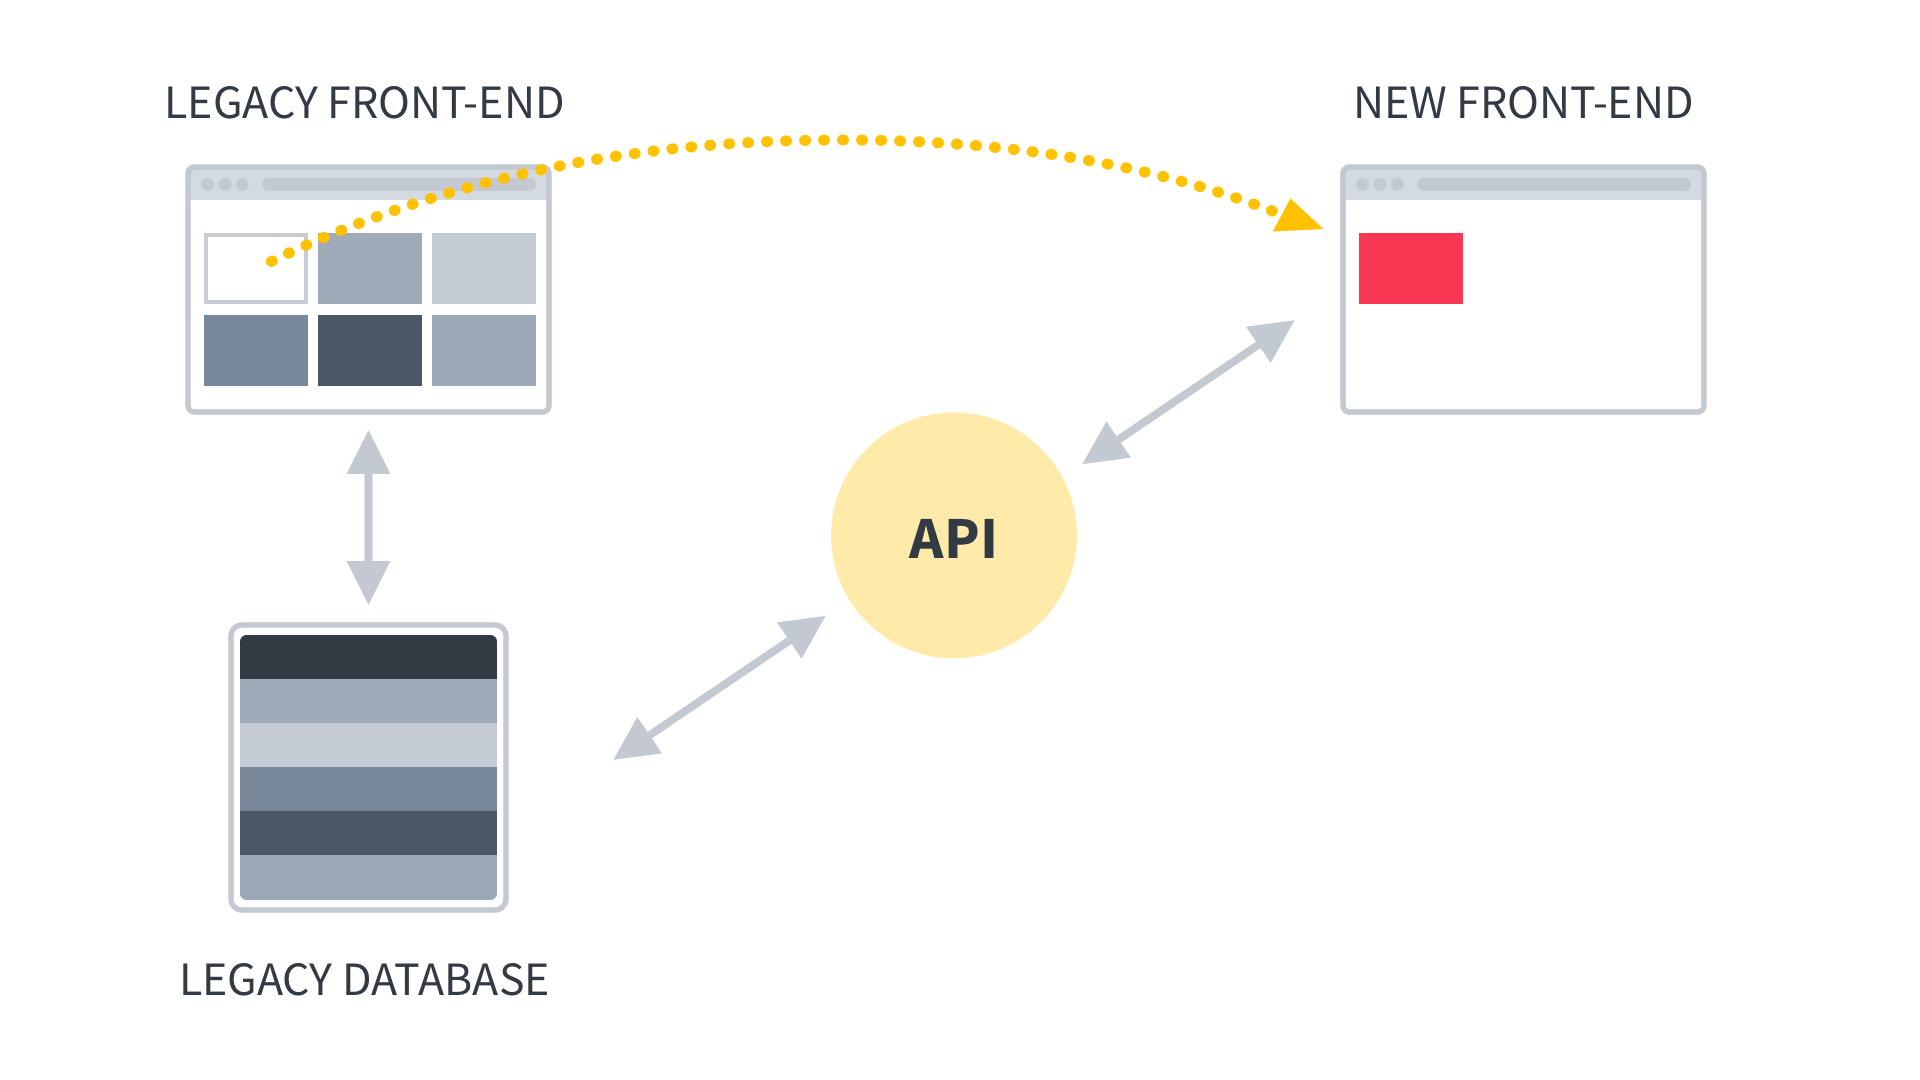 LEGACY FRONT-END
NEW FRONT-END
API
LEGACY DATABASE